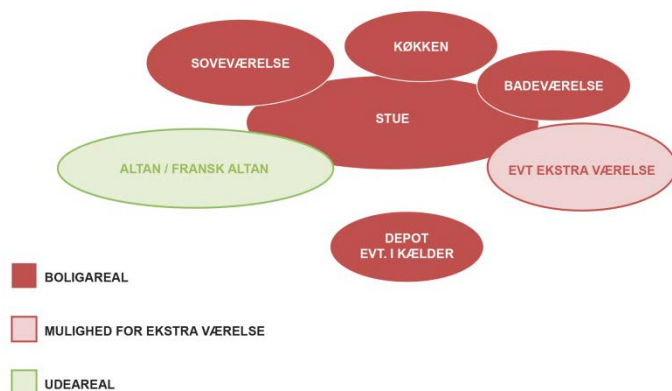 KØKKEN
SOVEVÆRELSE
BADEVÆRELSE
STUE
ALTAN / FRANSK ALTAN
EVT EKSTRA VÆRELSE
DEPOT
EVT. I KÆLDER
BOLIGAREAL
MULIGHED FOR EKSTRA VÆRELSE
UDEAREAL